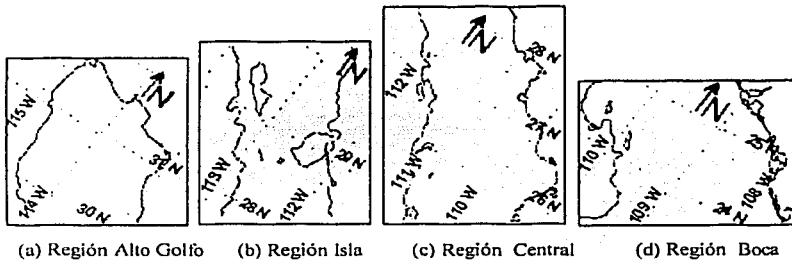 115 W
114 W
30 N
31 N
N
(a) Región Alto Golfo
113 W
28 N
112 W
29 N
N
(b) Región Isla
112 W
111 W
110 W
28 N
27 N
26 N
N
(c) Región Central
110 W
109 W
24 N
108 W
25 N
N
(d) Región Boca